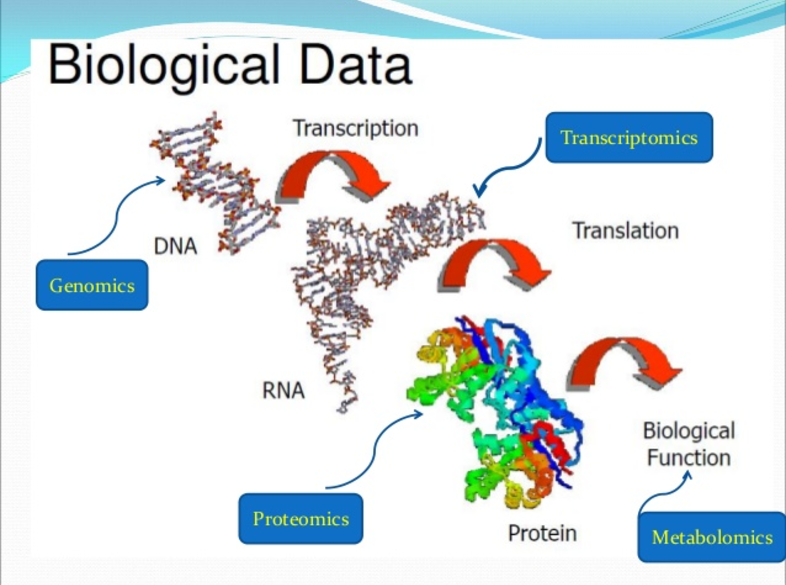 Biological Data
Transcription
Transcriptomics
DNA
Translation
Genomics
RNA
Biological
Function
Proteomics
Protein
Metabolomics